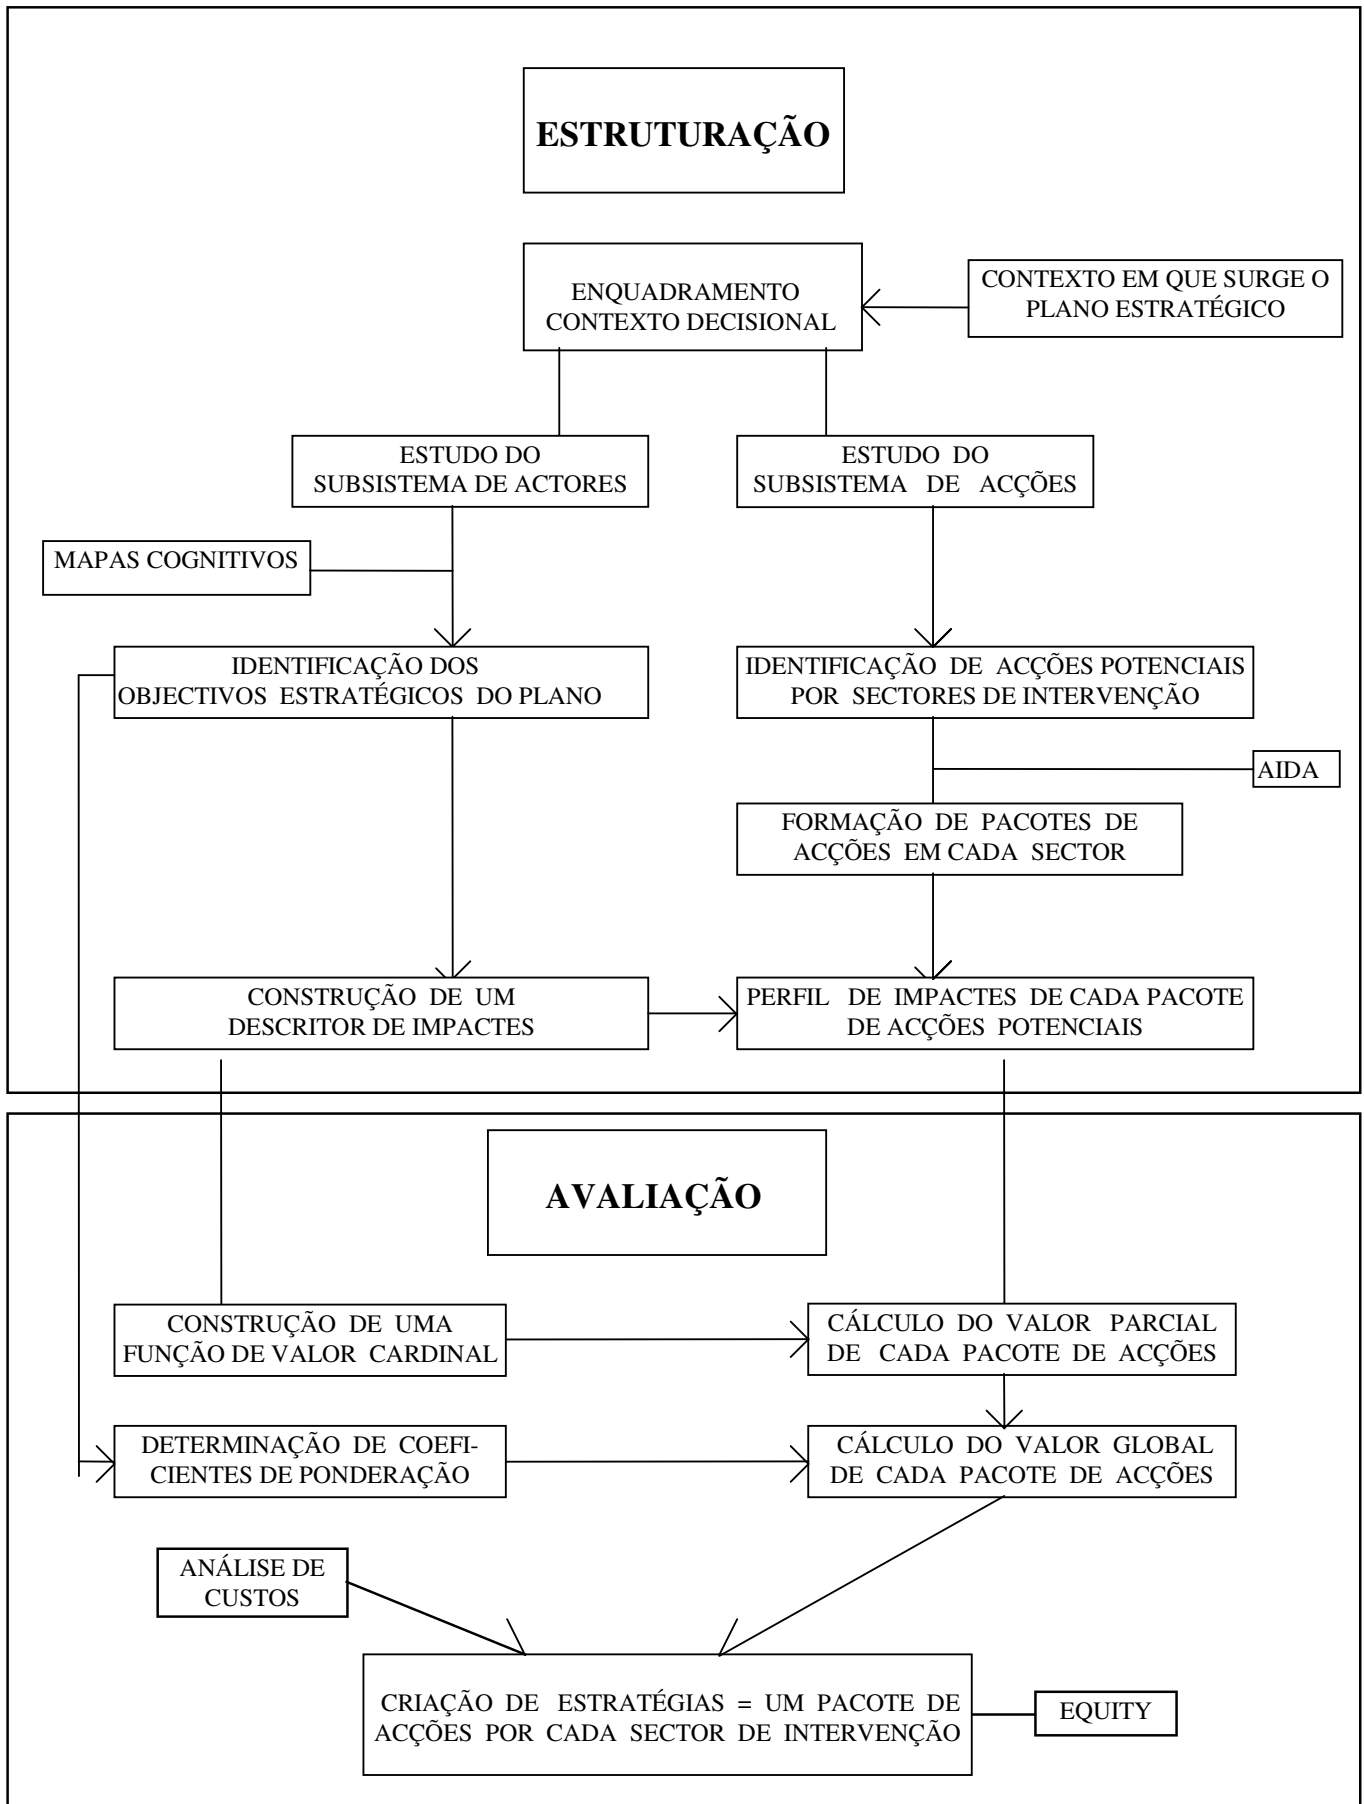 ESTRUTURAÇÃO
ENQUADRAMENTO
CONTEXTO DECISIONAL
CONTEXTO EM QUE SURGE O
PLANO ESTRATÉGICO
ESTUDO DO
SUBSISTEMA DE ACTORES
ESTUDO DO
SUBSISTEMA DE ACÇÕES
MAPAS COGNITIVOS
IDENTIFICAÇÃO DOS
OBJECTIVOS ESTRATÉGICOS DO PLANO
IDENTIFICAÇÃO DE ACÇÕES POTENCIAIS
POR SECTORES DE INTERVENÇÃO
AIDA
FORMAÇÃO DE PACOTES DE
ACÇÕES EM CADA SECTOR
CONSTRUÇÃO DE UM
DESCRITOR DE IMPACTES
PERFIL DE IMPACTES DE CADA PACOTE
DE ACÇÕES POTENCIAIS
AVALIAÇÃO
CONSTRUÇÃO DE UMA
FUNÇÃO DE VALOR CARDINAL
CÁLCULO DO VALOR PARCIAL
DE CADA PACOTE DE ACÇÕES
DETERMINAÇÃO DE COEFI-
CIENTES DE PONDERAÇÃO
CÁLCULO DO VALOR GLOBAL
DE CADA PACOTE DE ACÇÕES
ANÁLISE DE
CUSTOS
CRIAÇÃO DE ESTRATÉGIAS = UM PACOTE DE
ACÇÕES POR CADA SECTOR DE INTERVENÇÃO
EQUITY